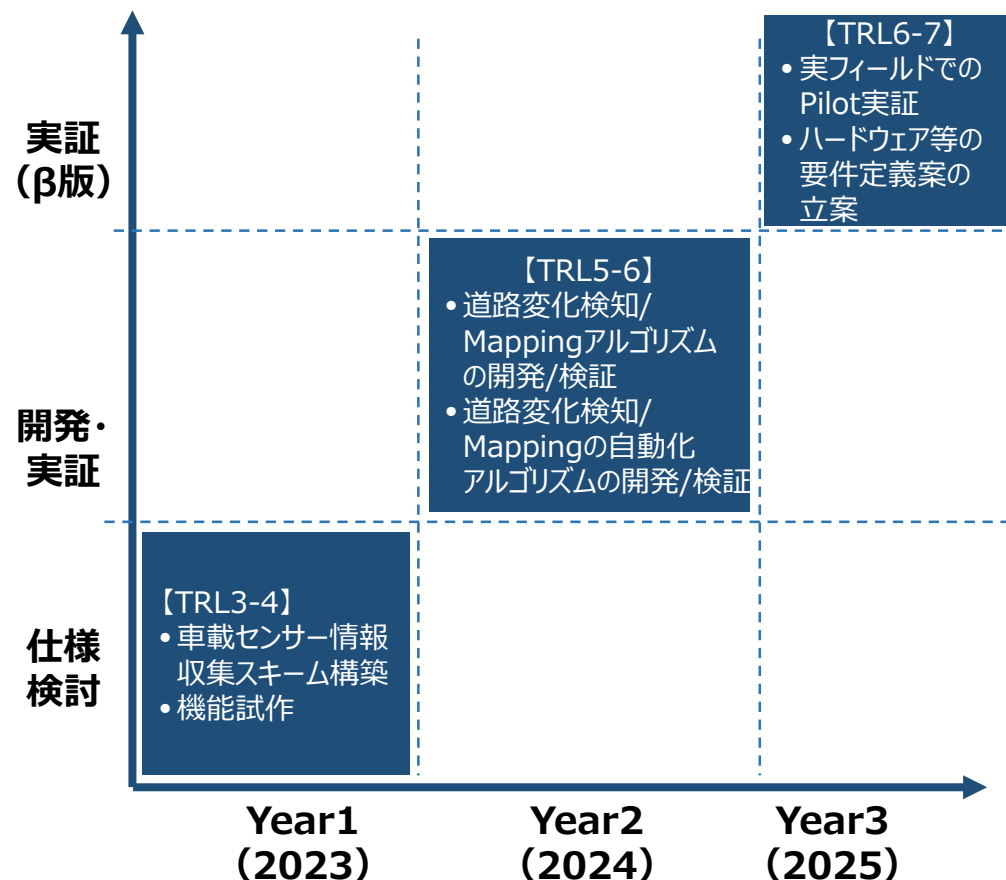 【TRL6-7】
•実フィールドでの
Pilot実証
•ハードウェア等の
要件定義案の
立案
実証
（β版）
【TRL5-6】
•道路変化検知/
Mappingアルゴリズム
の開発/検証
•道路変化検知/
Mappingの自動化
アルゴリズムの開発/検証
開発・
実証
【TRL3-4】
•車載センサー情報
収集スキーム構築
•機能試作
仕様
検討
Year1
（2023）
Year2
（2024）
Year3
（2025）